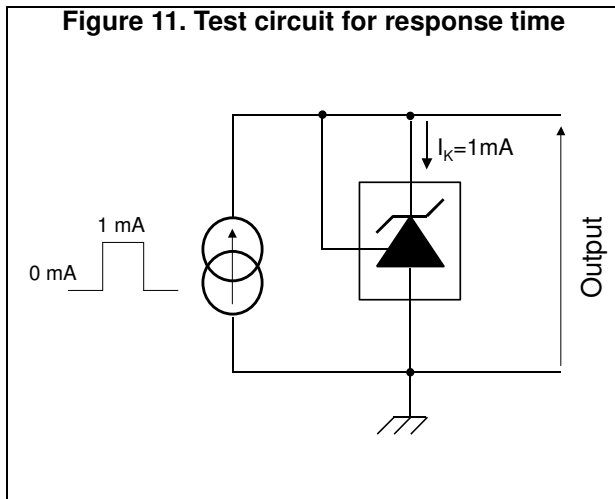 Figure 11. Test circuit for response time
I_K=1mA
1 mA
0 mA
Output